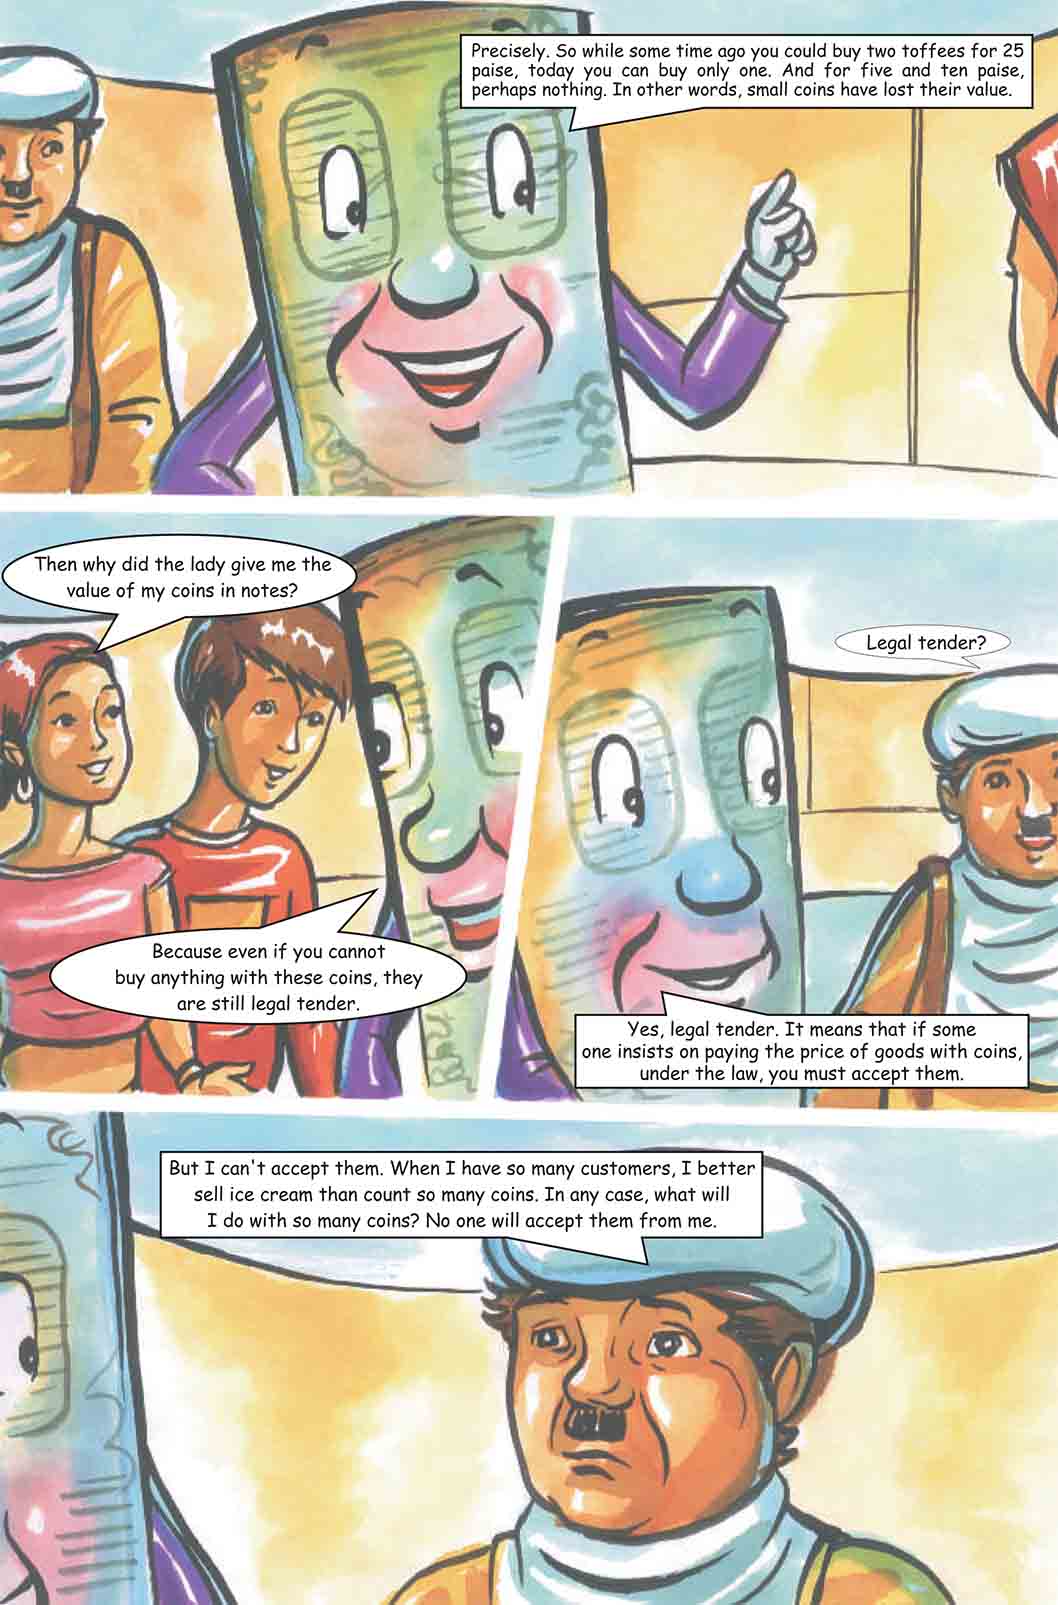 Precisely. So while some time ago you could buy two toffees for 25
paise, today you can buy only one. And for five and ten paise,
perhaps nothing. In other words, small coins have lost their value.
Then why did the lady give me the
value of my coins in notes?
Because even if you cannot
buy anything with these coins, they
are still legal tender.
Legal tender?
Yes, legal tender. It means that if some
one insists on paying the price of goods with coins,
under the law, you must accept them.
But I can't accept them. When I have so many customers, I better
sell ice cream than count so many coins. In any case, what will
I do with so many coins? No one will accept them from me.